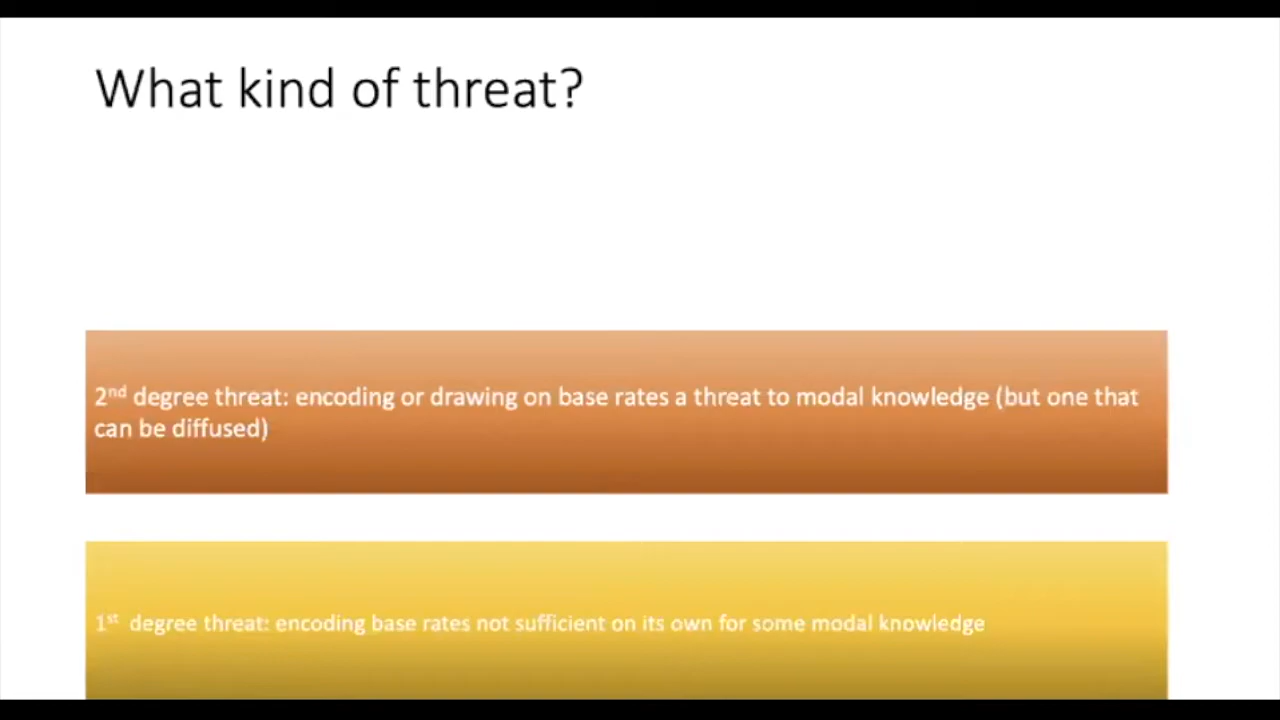 What kind of threat?
2nd degree threat: encoding or drawing on base rates a threat to modal knowledge (but one that
can be diffused)
1st degree threat: encoding base rates not sufficient on its own for some modal knowledge